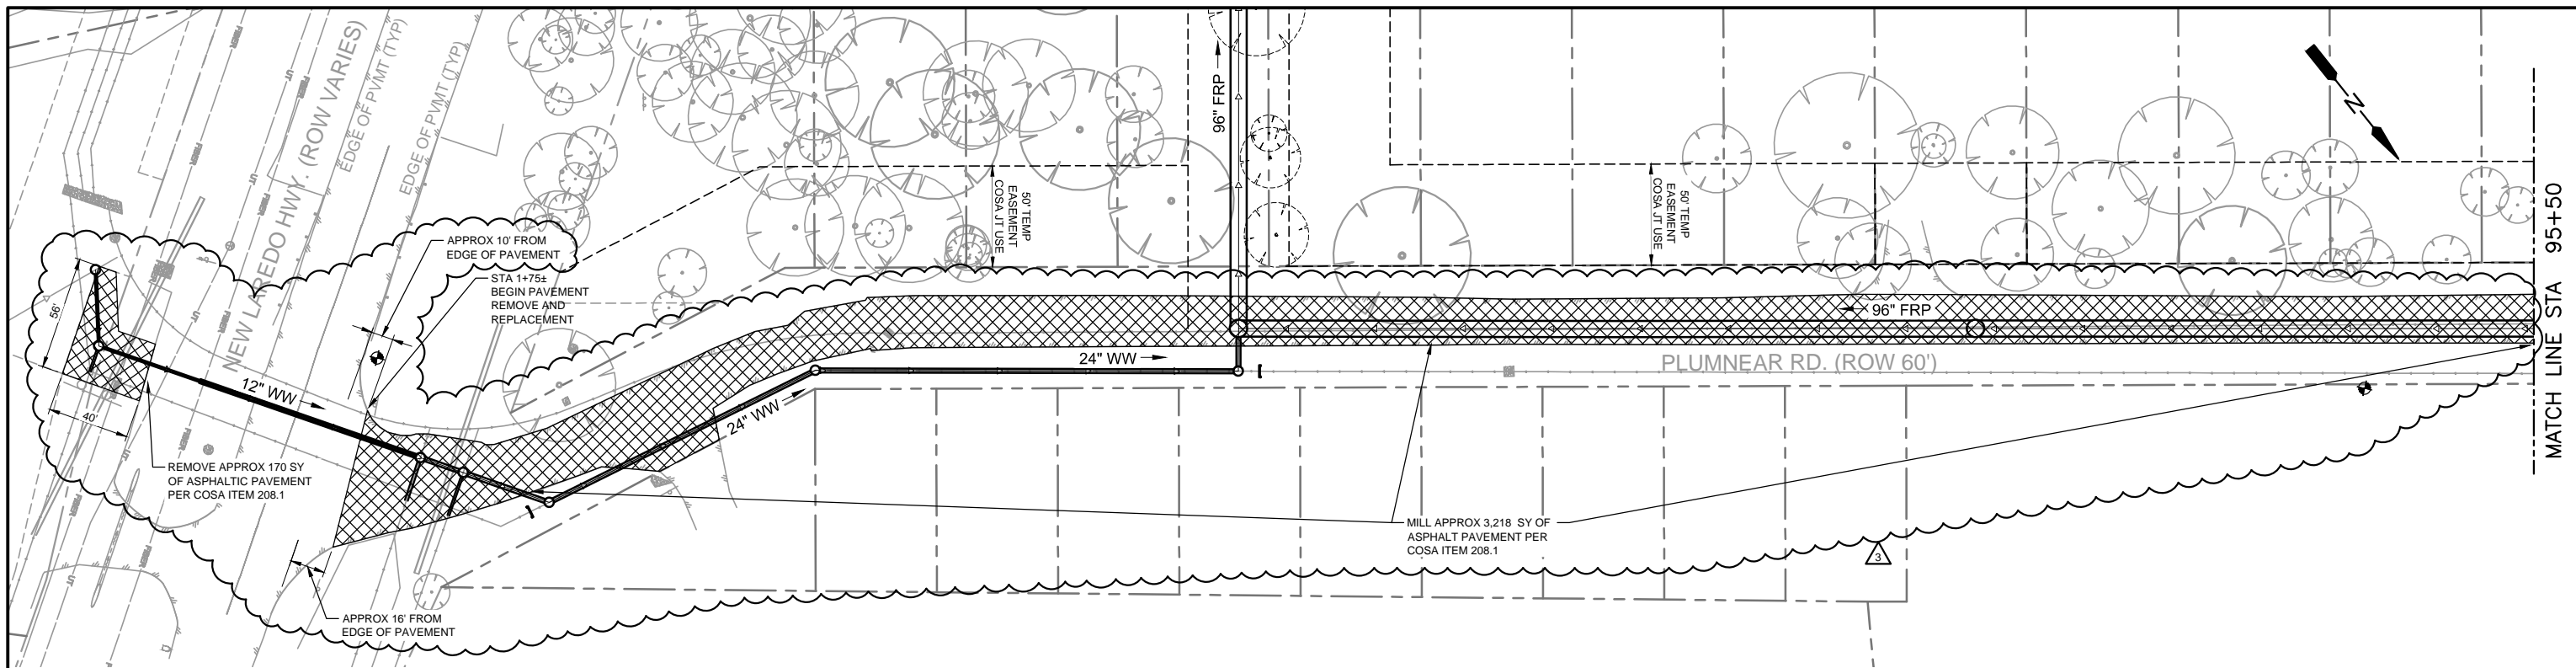 NEW LAREDO HWY. (ROW VARIES)
EDGE OF PVMT (TYP)
EDGE OF PVMT (TYP)
APPROX 10' FROM
EDGE OF PAVEMENT
STA 1+75±
BEGIN PAVEMENT
REMOVE AND
REPLACEMENT
56'
40'
12" WW
REMOVE APPROX 170 SY
OF ASPHALTIC PAVEMENT
PER COSA ITEM 208.1
APPROX 16' FROM
EDGE OF PAVEMENT
24" WW
24" WW
50' TEMP
EASEMENT
COSA JT USE
96" FRP
50' TEMP
EASEMENT
COSA JT USE
96" FRP
PLUMNEAR RD. (ROW 60')
MILL APPROX 3,218 SY OF
ASPHALT PAVEMENT PER
COSA ITEM 208.1
3
N
MATCH LINE STA 95+50